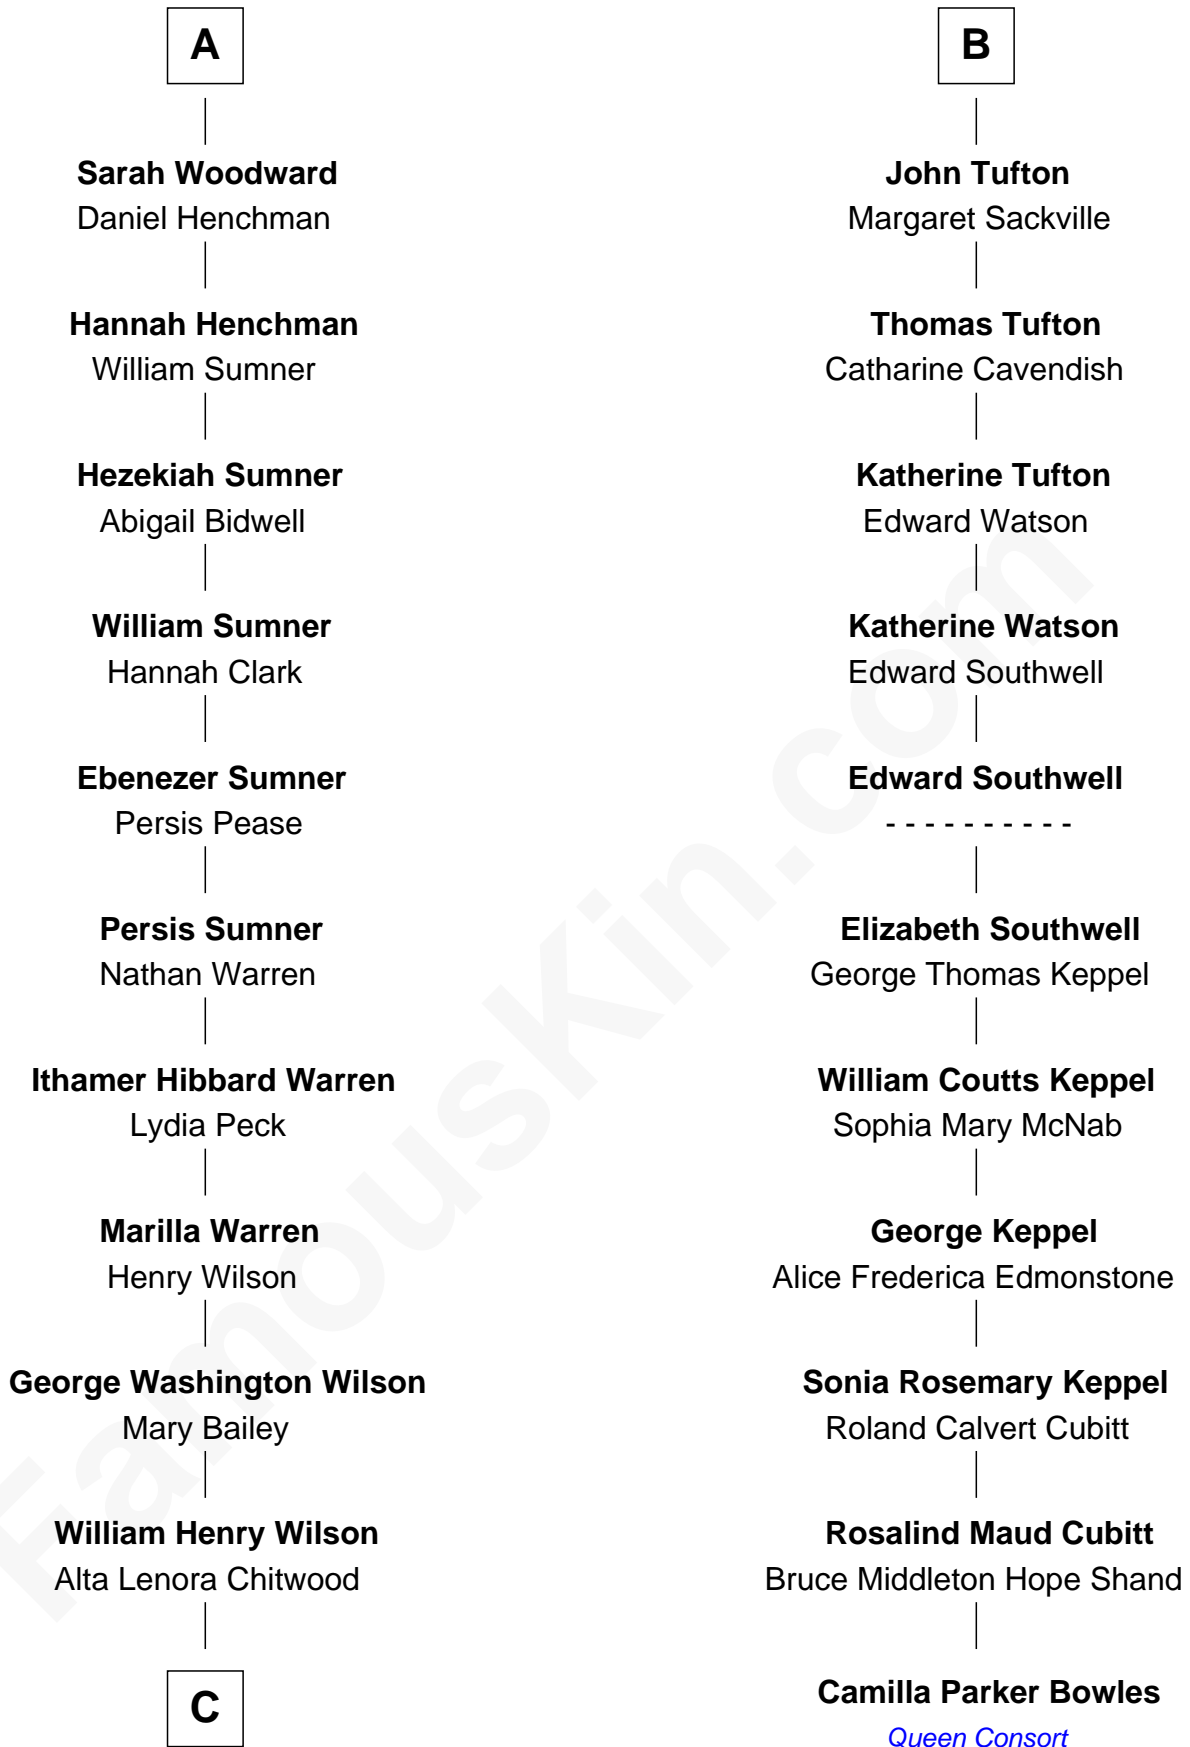 A
Sarah Woodward
Daniel Henchman
Hannah Henchman
William Sumner
Hezekiah Sumner
Abigail Bidwell
William Sumner
Hannah Clark
Ebenezer Sumner
Persis Pease
Persis Sumner
Nathan Warren
Ithamer Hibbard Warren
Lydia Peck
Marilla Warren
Henry Wilson
George Washington Wilson
Mary Bailey
William Henry Wilson
Alta Lenora Chitwood
C
B
John Tufton
Margaret Sackville
Thomas Tufton
Catharine Cavendish
Katherine Tufton
Edward Watson
Katherine Watson
Edward Southwell
Edward Southwell
- - - - - - - - - -
Elizabeth Southwell
George Thomas Keppel
William Coutts Keppel
Sophia Mary McNab
George Keppel
Alice Frederica Edmonstone
Sonia Rosemary Keppel
Roland Calvert Cubitt
Rosalind Maud Cubitt
Bruce Middleton Hope Shand
Camilla Parker Bowles
Queen Consort
FamousKin.com